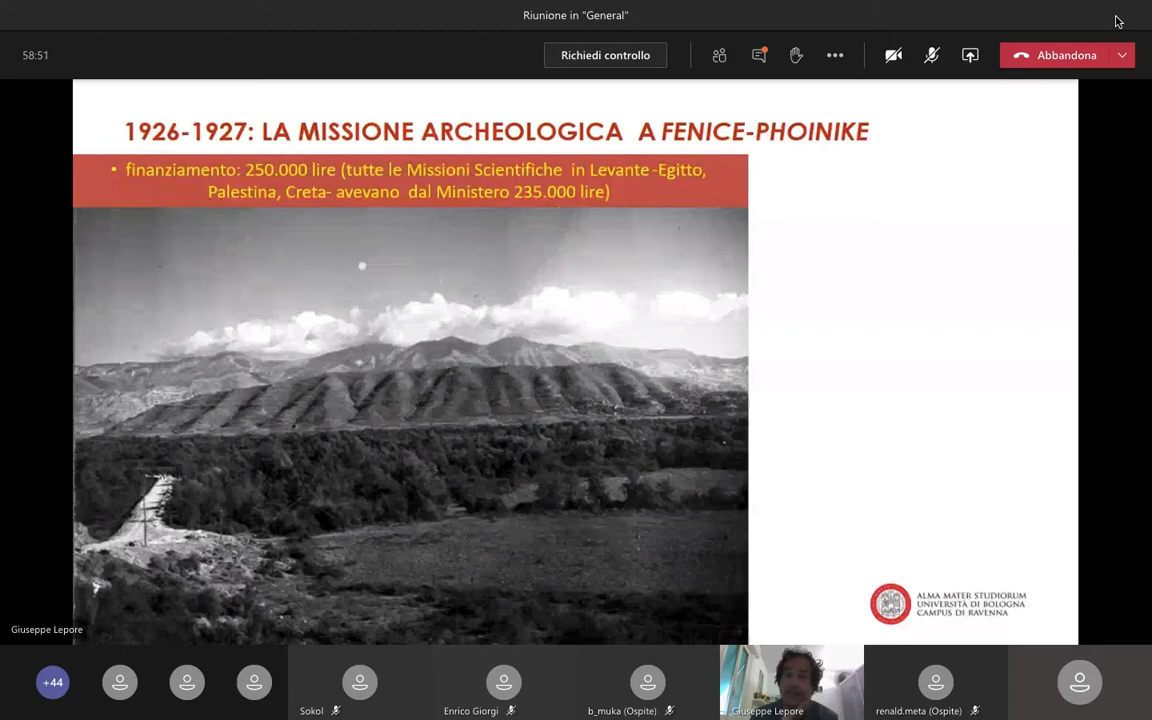 Riunione in "General"
58:51
Richiedi controllo
Abbandona
1926-1927: LA MISSIONE ARCHEOLOGICA A FENICE-PHOINIKE
• finanziamento: 250.000 lire (tutte le Missioni Scientifiche in Levante-Egitto,
Palestina, Creta- avevano dal Ministero 235.000 lire)
ALMA MATER STUDIORUM
UNIVERSITÀ DI BOLOGNA
CAMPUS DI RAVENNA
Giuseppe Lepore
+44
Sokol
Enrico Giorgi
b_muka (Ospite)
Giuseppe Lepore
renald.meta (Ospite)